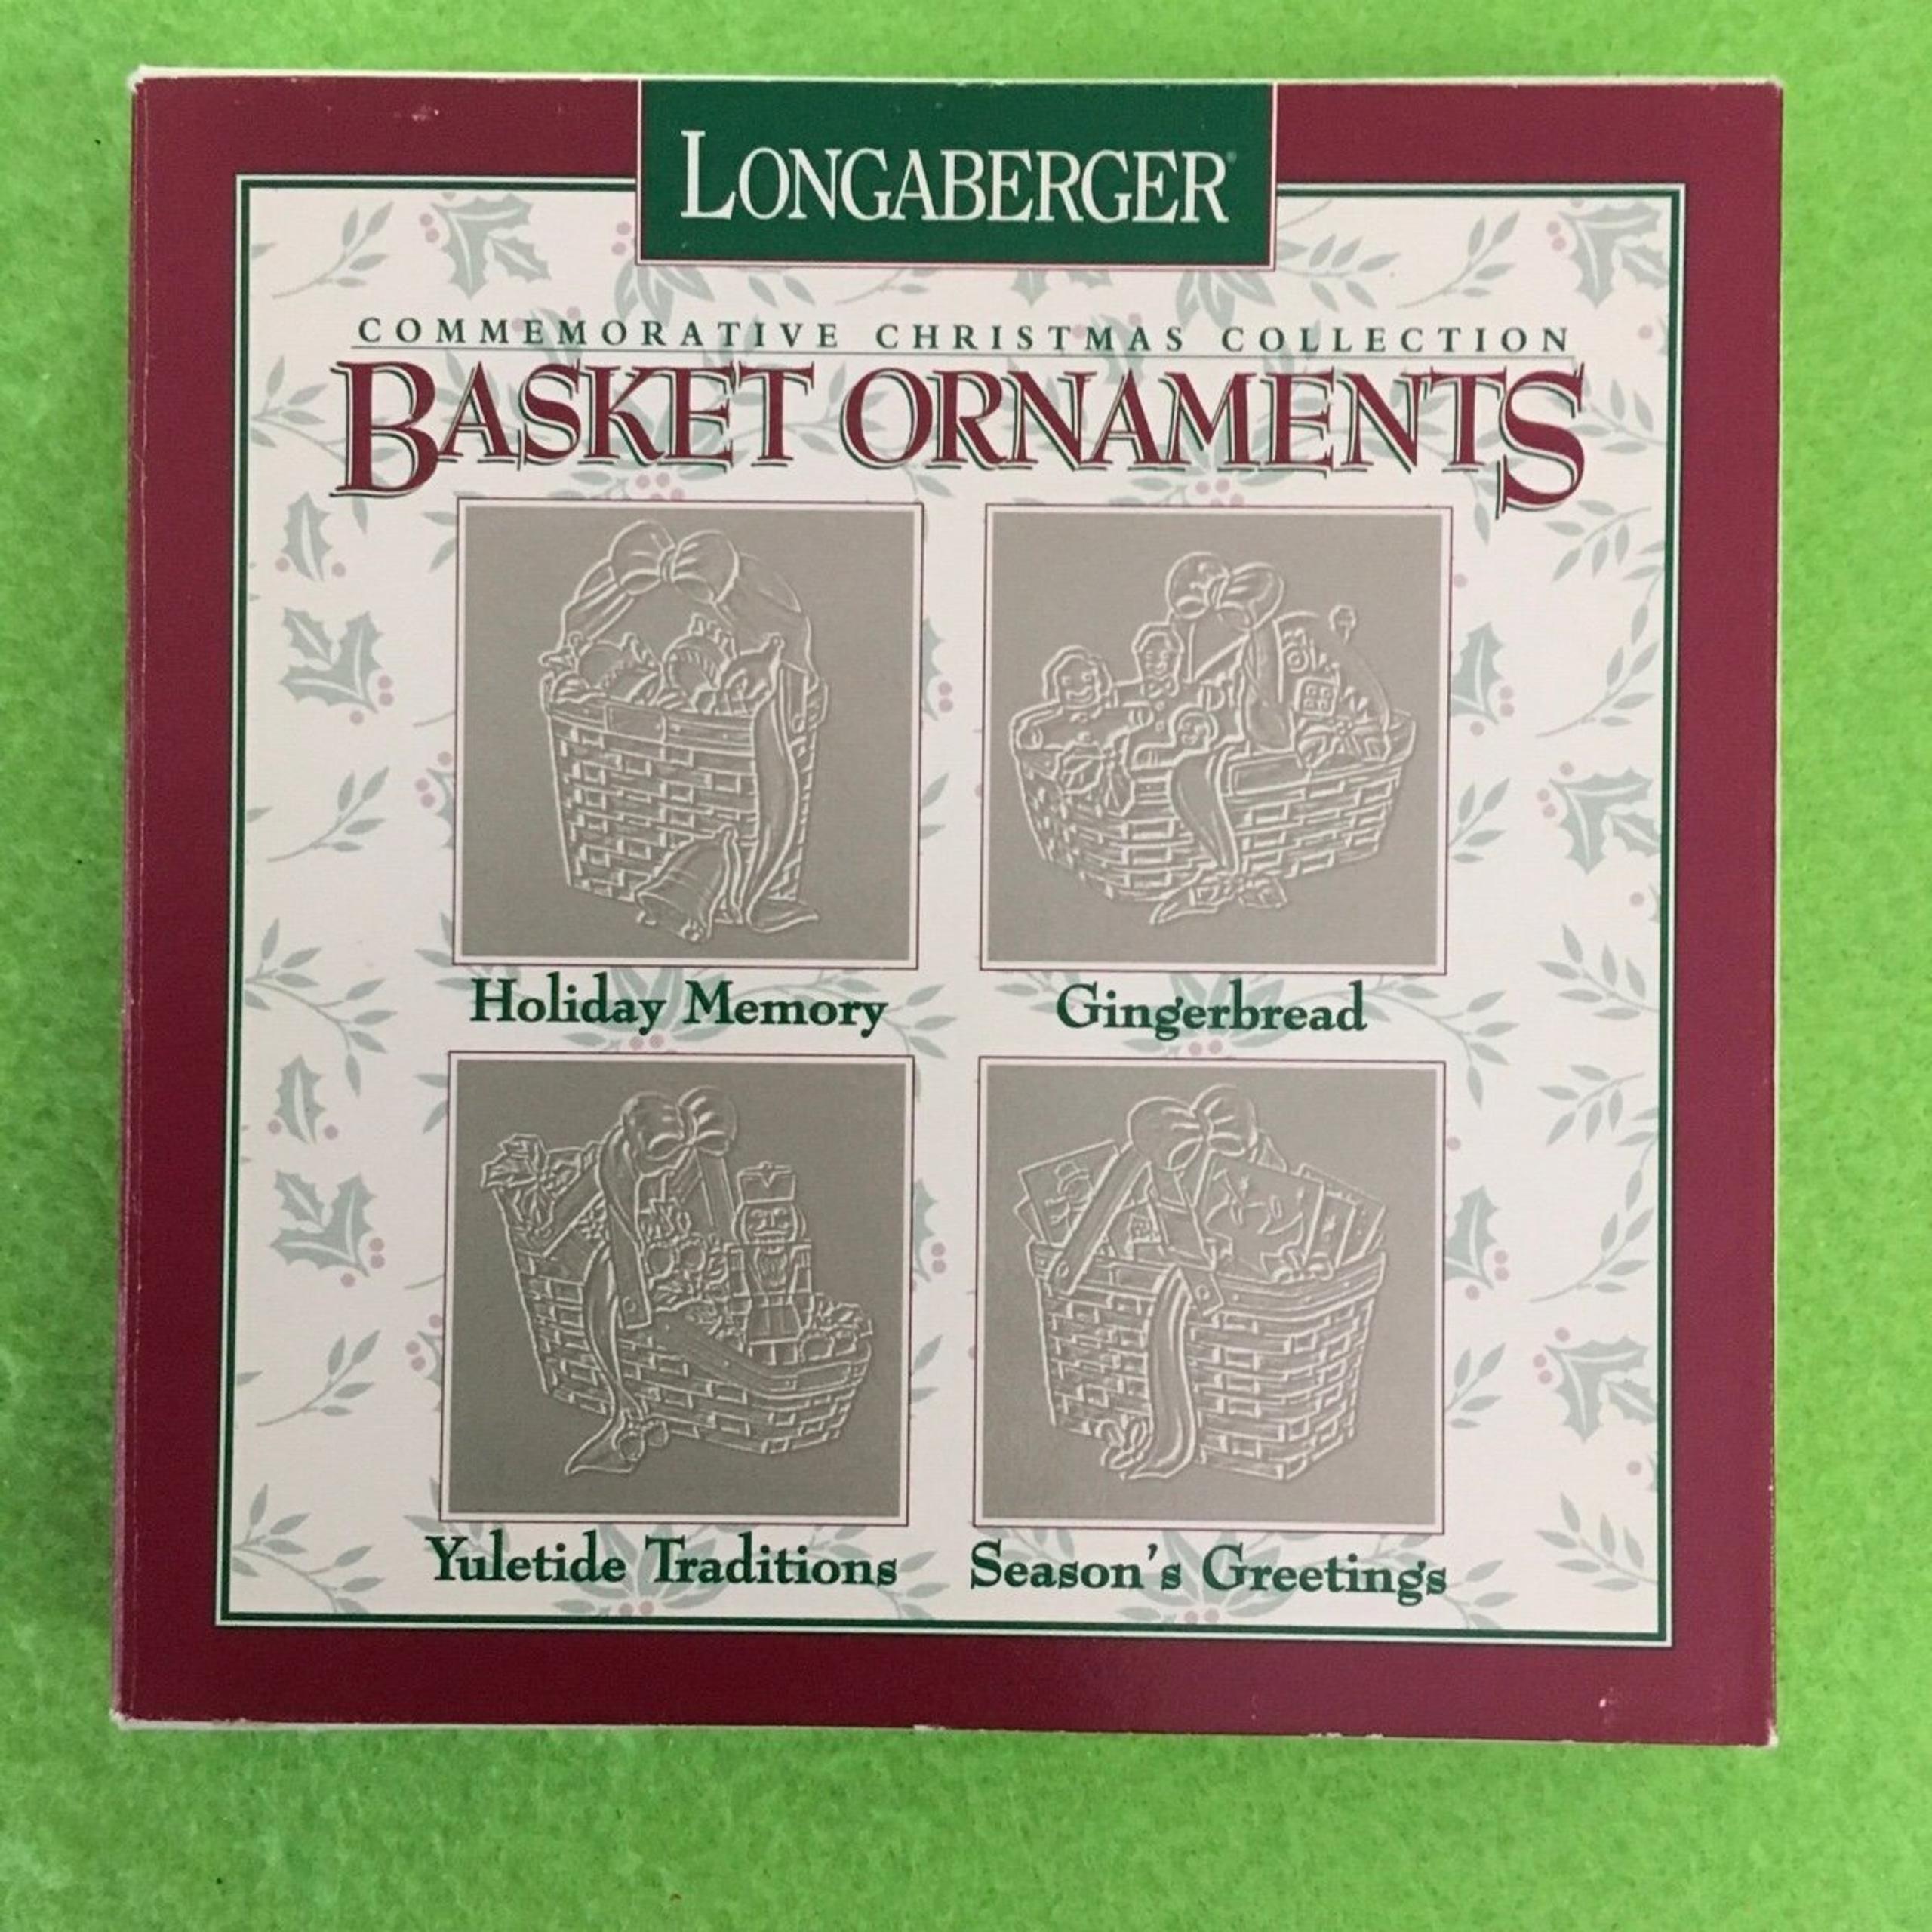 LONGABERGER®
COMMEMORATIVE CHRISTMAS COLLECTION
BASKET ORNAMENTS
Holiday Memory Gingerbread
Yuletide Traditions Season's Greetings